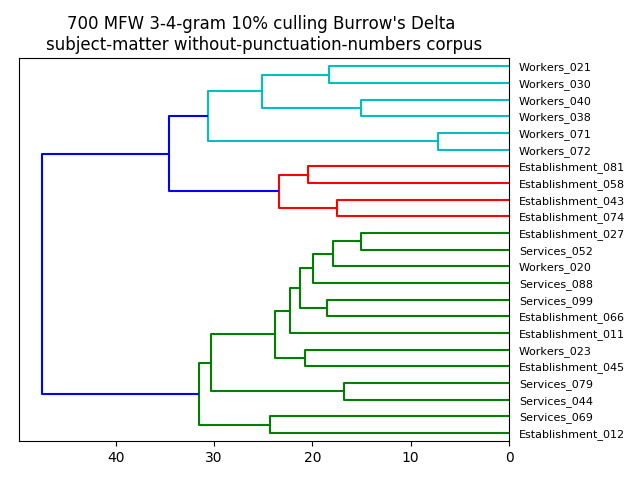 700 MFW 3-4-gram 10% culling Burrow's Delta
subject-matter without-punctuation-numbers corpus
Workers_021
Workers_030
Workers_040
Workers_038
Workers_071
Workers_072
Establishment_081
Establishment_058
Establishment_043
Establishment_074
Establishment_027
Services_052
Workers_020
Services_088
Services_099
Establishment_066
Establishment_011
Workers_023
Establishment_045
Services_079
Services_044
Services_069
Establishment_012
40 30 20 10 0